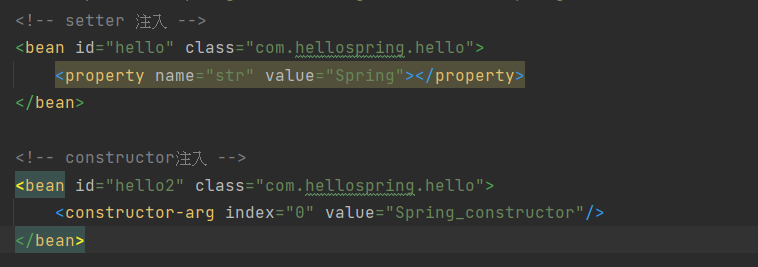 <!-- setter 注入 -->
<bean id="hello" class="com.hellospring.hello">
    <property name="str" value="Spring"></property>
</bean>

<!-- constructor注入 -->
<bean id="hello2" class="com.hellospring.hello">
    <constructor-arg index="0" value="Spring_constructor"/>
</bean>